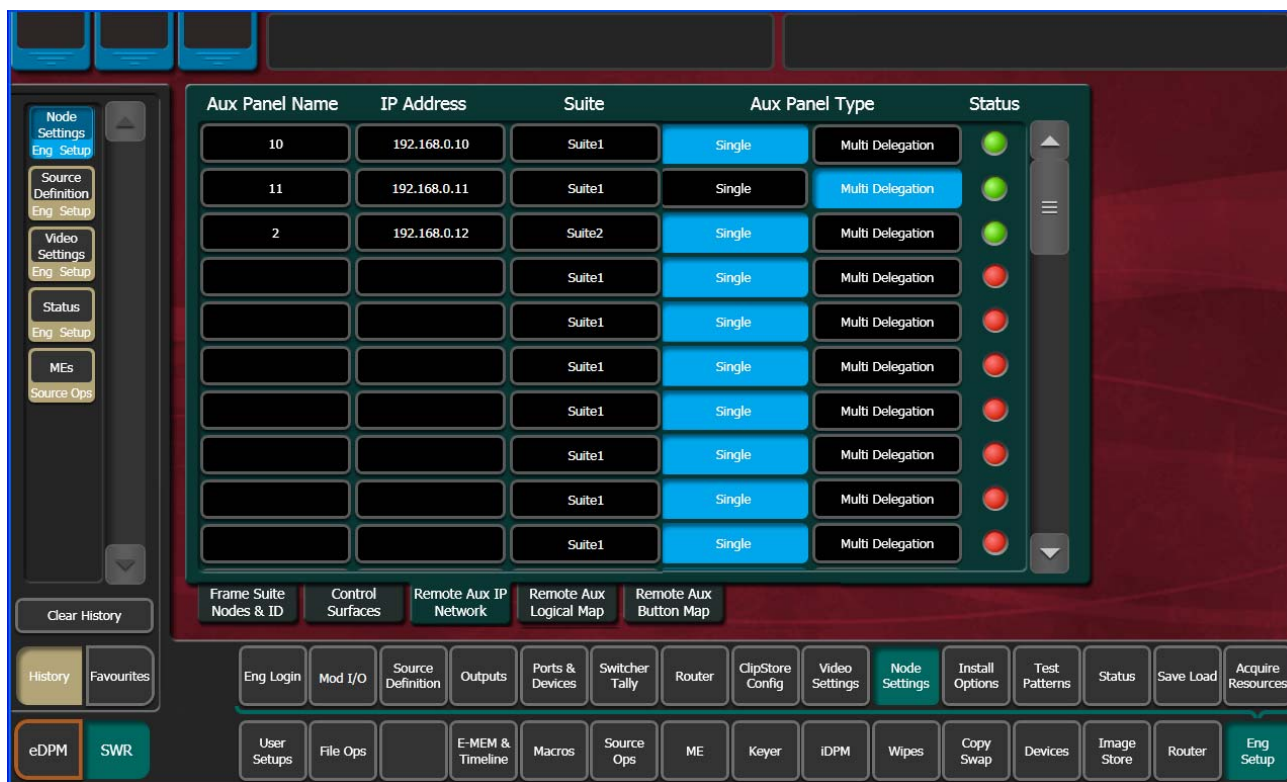 Aux Panel Name IP Address Suite Aux Panel Type Status
10 192.168.0.10 Suite1 Single Multi Delegation
11 192.168.0.11 Suite1 Single Multi Delegation
2 192.168.0.12 Suite2 Single Multi Delegation
Suite1 Single Multi Delegation
Suite1 Single Multi Delegation
Suite1 Single Multi Delegation
Suite1 Single Multi Delegation
Suite1 Single Multi Delegation
Suite1 Single Multi Delegation
Suite1 Single Multi Delegation
Node
Settings
Eng Setup
Source
Definition
Eng Setup
Video
Settings
Eng Setup
Status
Eng Setup
MEs
Source Ops
Clear History
History
Favourites
eDPM
SWR
Frame Suite
Nodes & ID
Control
Surfaces
Remote Aux IP
Network
Remote Aux
Logical Map
Remote Aux
Button Map
Eng Login
Mod I/O
Source
Definition
Outputs
Ports &
Devices
Switcher
Tally
Router
ClipStore
Config
Video
Settings
Node
Settings
Install
Options
Test
Patterns
Status
Save Load
Acquire
Resources
User
Setups
File Ops
E-MEM &
Timeline
Macros
Source
Ops
ME
Keyer
iDPM
Wipes
Copy
Swap
Devices
Image
Store
Router
Eng
Setup